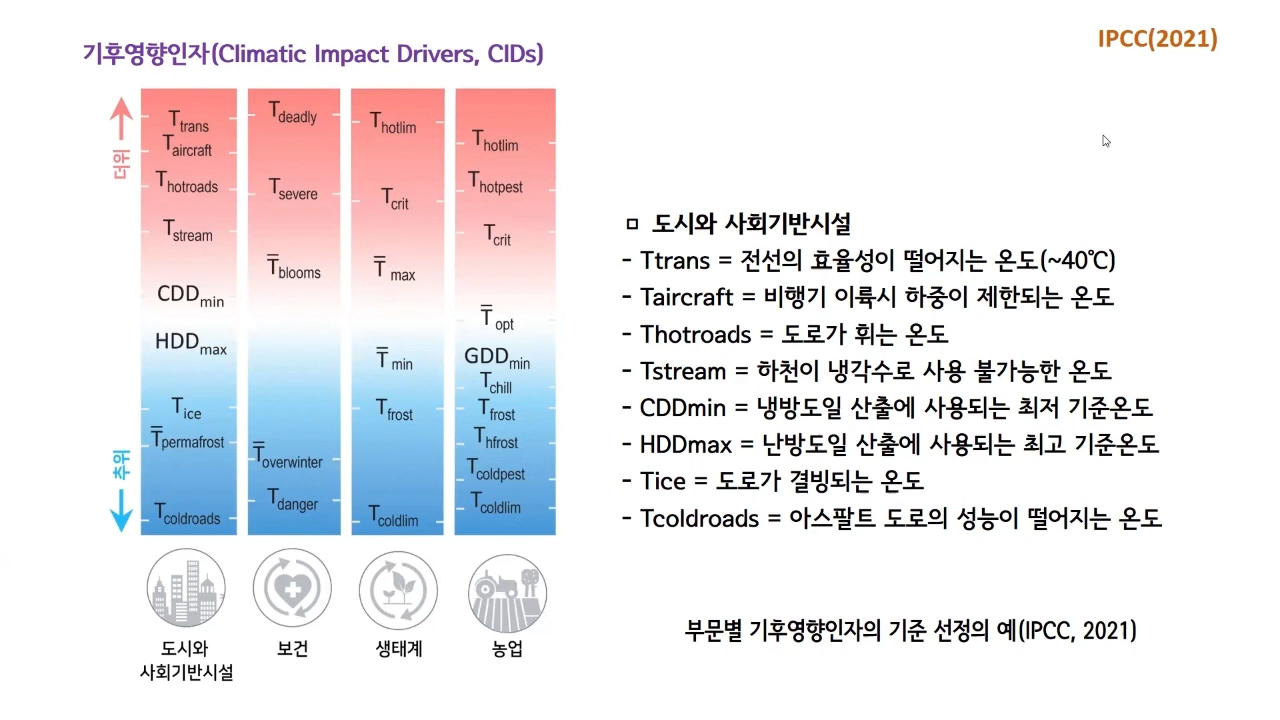 기후영향인자(Climatic Impact Drivers, CIDs)
IPCC(2021)
더위
추위
Ttrans
Taircraft
Thotroads
Tstream
CDDmin
HDDmax
Tice
T̿permafrost
Tcoldroads
도시와
사회기반시설
Tdeadly
Tsevere
T̿blooms
T̿overwinter
Tdanger
보건
Thotlim
Tcrit
T̿max
T̿min
Tfrost
Tcoldlim
생태계
Thotlim
Thotpest
Tcrit
T̿opt
GDDmin
Tchill
Tfrost
Thfrost
Tcoldpest
Tcoldlim
농업
ㅁ 도시와 사회기반시설
- Ttrans = 전선의 효율성이 떨어지는 온도(~40℃)
- Taircraft = 비행기 이륙시 하중이 제한되는 온도
- Thotroads = 도로가 휘는 온도
- Tstream = 하천이 냉각수로 사용 불가능한 온도
- CDDmin = 냉방도일 산출에 사용되는 최저 기준온도
- HDDmax = 난방도일 산출에 사용되는 최고 기준온도
- Tice = 도로가 결빙되는 온도
- Tcoldroads = 아스팔트 도로의 성능이 떨어지는 온도
부문별 기후영향인자의 기준 선정의 예(IPCC, 2021)